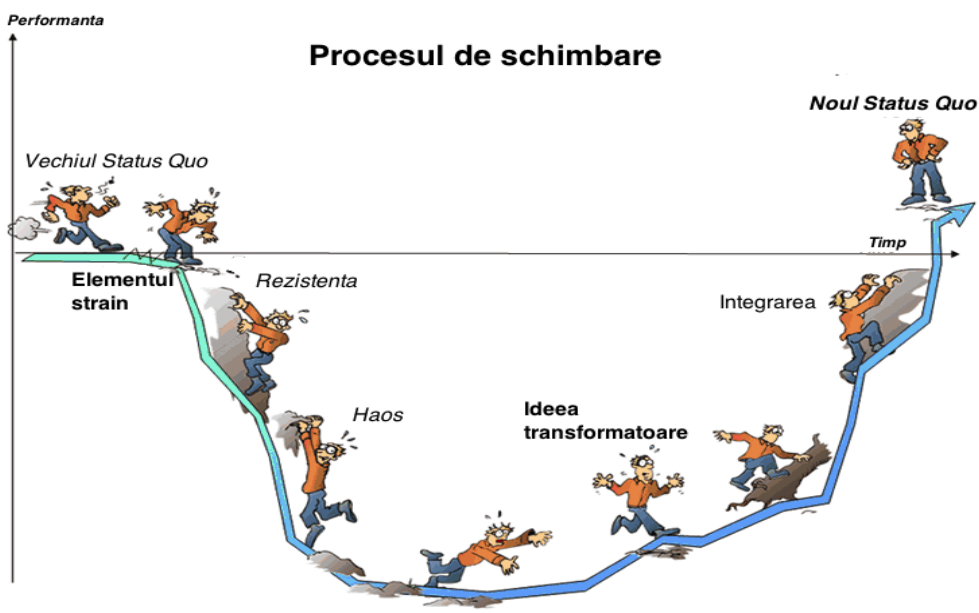 Performanta
Procesul de schimbare
Noul Status Quo
Vechiul Status Quo
Timp
Elementul
strain
Rezistenta
Integrarea
Haos
Ideea
transformatoare